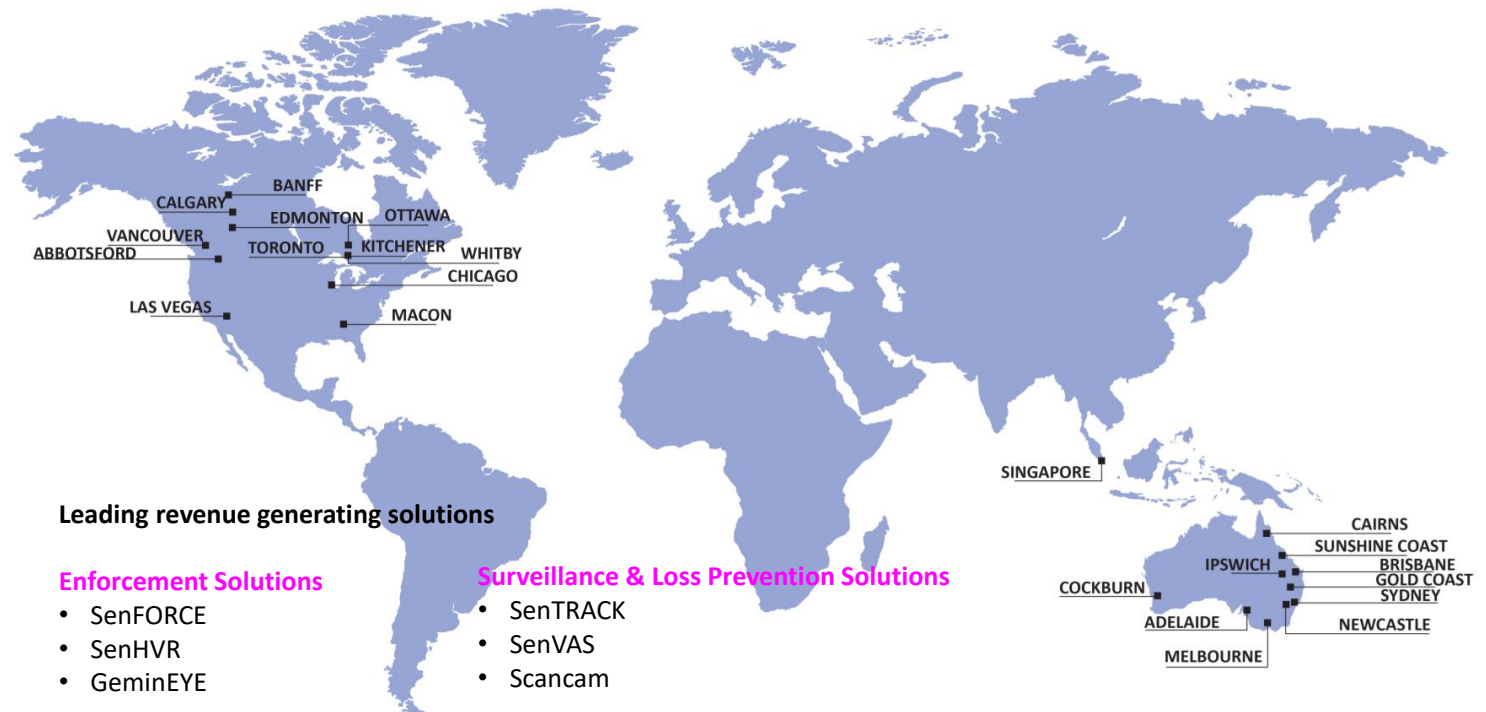 BANFF
CALGARY
EDMONTON
OTTAWA
VANCOUVER
TORONTO
KITCHENER
ABBOTSFORD
WHITBY
CHICAGO
LAS VEGAS
MACON
SINGAPORE
CAIRNS
SUNSHINE COAST
IPSWICH
BRISBANE
GOLD COAST
COCKBURN
SYDNEY
ADELAIDE
NEWCASTLE
MELBOURNE
Leading revenue generating solutions
Enforcement Solutions
• SenFORCE
• SenHVR
• GeminEYE
Surveillance & Loss Prevention Solutions
• SenTRACK
• SenVAS
• Scancam